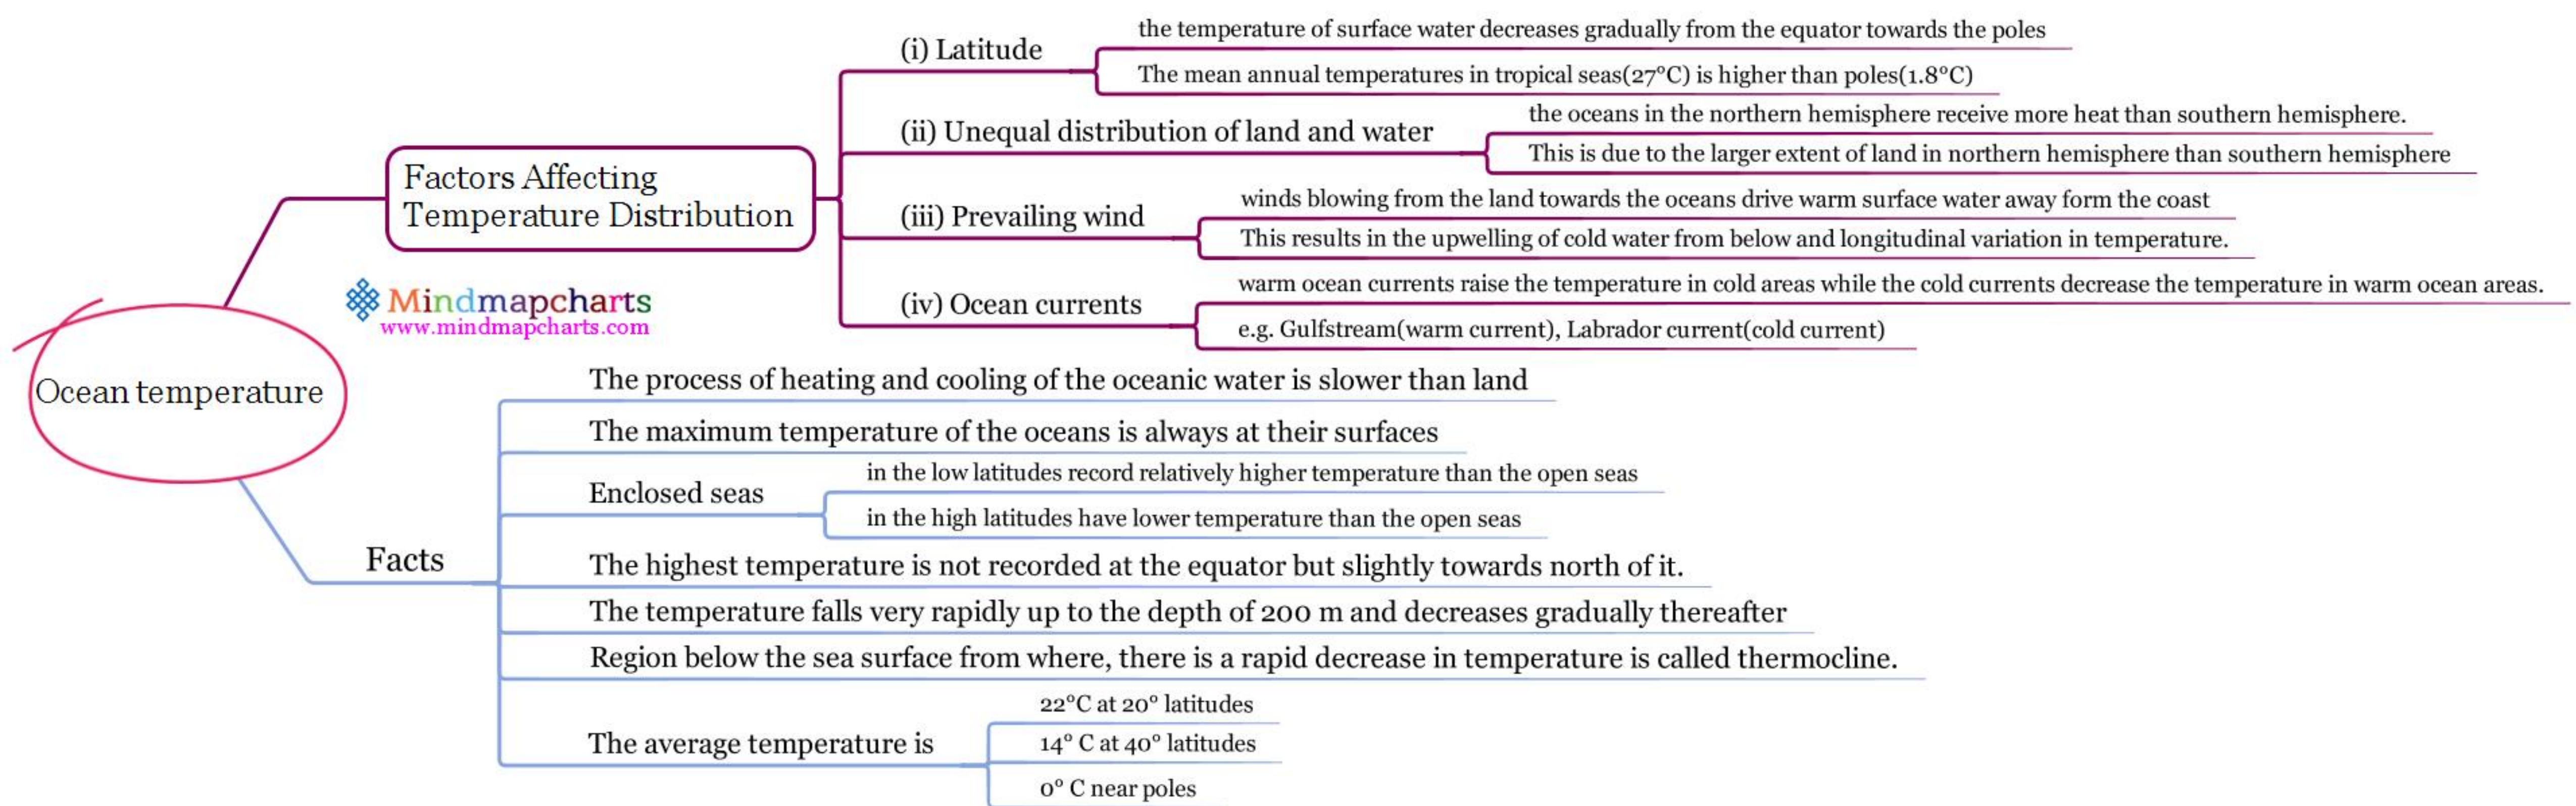 Ocean temperature
Factors Affecting
Temperature Distribution
(i) Latitude
the temperature of surface water decreases gradually from the equator towards the poles
The mean annual temperatures in tropical seas(27°C) is higher than poles(1.8°C)
(ii) Unequal distribution of land and water
the oceans in the northern hemisphere receive more heat than southern hemisphere.
This is due to the larger extent of land in northern hemisphere than southern hemisphere
(iii) Prevailing wind
winds blowing from the land towards the oceans drive warm surface water away form the coast
This results in the upwelling of cold water from below and longitudinal variation in temperature.
(iv) Ocean currents
warm ocean currents raise the temperature in cold areas while the cold currents decrease the temperature in warm ocean areas.
e.g. Gulfstream(warm current), Labrador current(cold current)
Mindmapcharts
www.mindmapcharts.com
Facts
The process of heating and cooling of the oceanic water is slower than land
The maximum temperature of the oceans is always at their surfaces
Enclosed seas
in the low latitudes record relatively higher temperature than the open seas
in the high latitudes have lower temperature than the open seas
The highest temperature is not recorded at the equator but slightly towards north of it.
The temperature falls very rapidly up to the depth of 200 m and decreases gradually thereafter
Region below the sea surface from where, there is a rapid decrease in temperature is called thermocline.
The average temperature is
22°C at 20° latitudes
14° C at 40° latitudes
0° C near poles